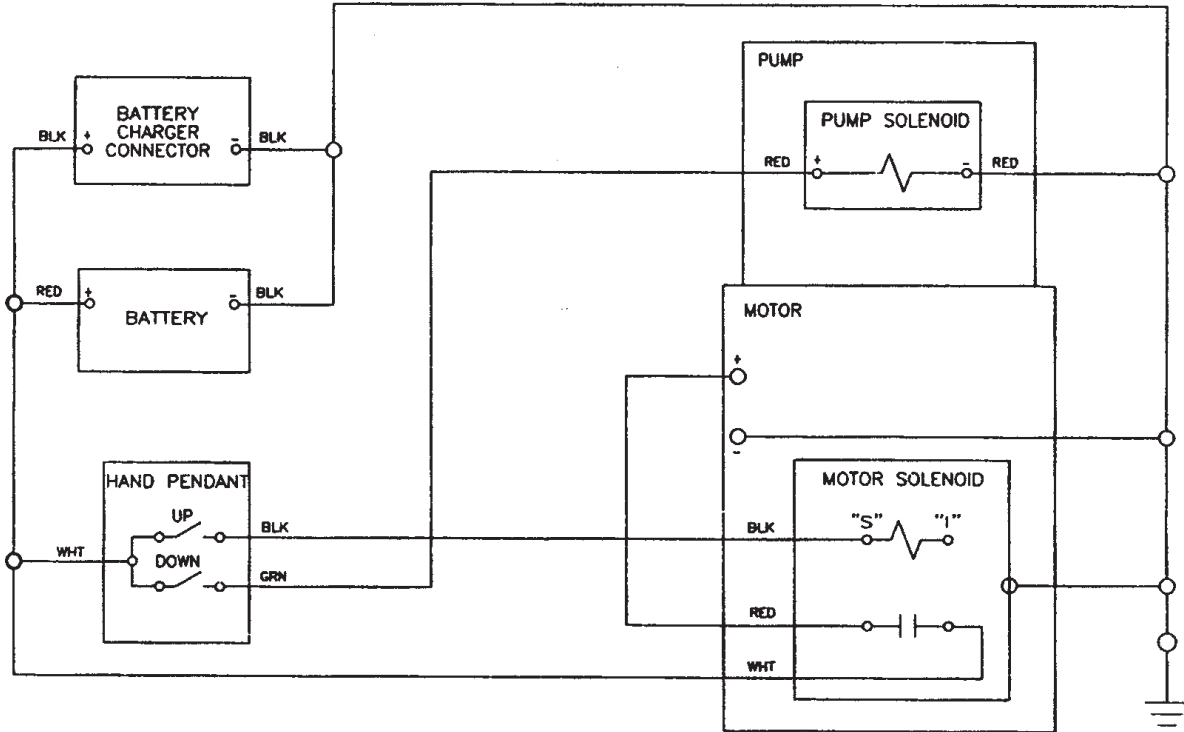 PUMP
BATTERY
CHARGER
CONNECTOR
BLK
+
-
BLK
PUMP SOLENOID
RED
+
-
RED
RED
+
-
BLK
BATTERY
MOTOR
+
-
HAND PENDANT
UP
BLK
WHT
DOWN
GRN
MOTOR SOLENOID
BLK
"S"
"I"
RED
WHT